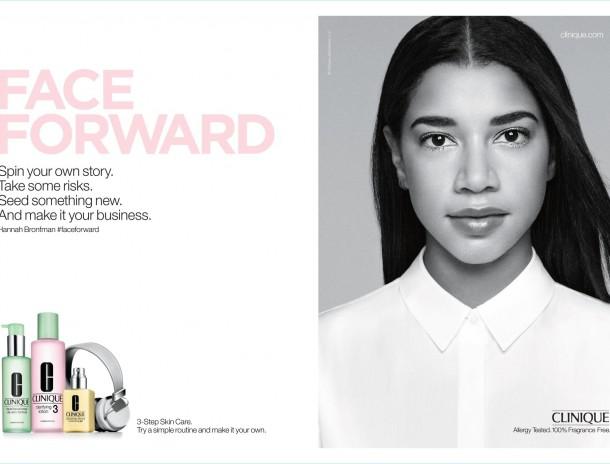 FACE
FORWARD
Spin your own story.
Take some risks.
Seed something new.
And make it your business.
Hannah Bronfman #faceforward
CLINIQUE
CLINIQUE
clarifying
lotion 3
CLINIQUE
3-Step Skin Care.
Try a simple routine and make it your own.
clinique.com
CLINIQUE
Allergy Tested. 100% Fragrance Free.